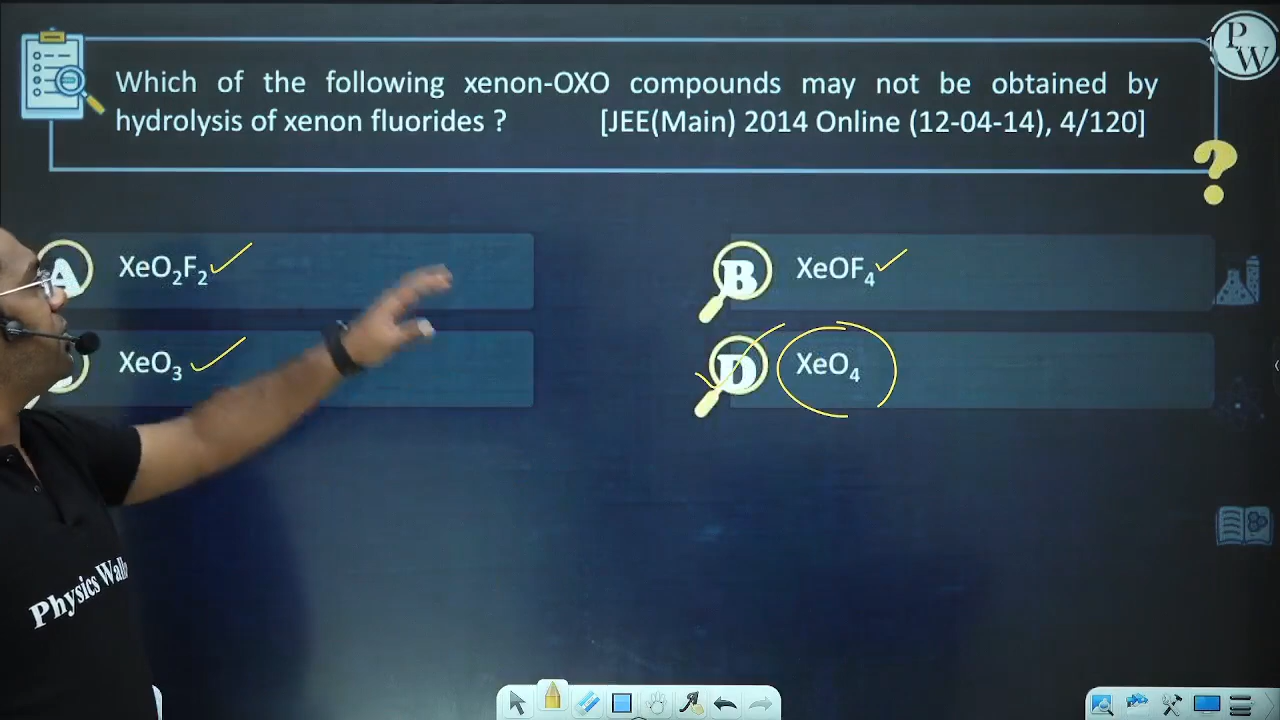 Which of the following xenon-OXO compounds may not be obtained by
hydrolysis of xenon fluorides ? [JEE(Main) 2014 Online (12-04-14), 4/120]
PW
A XeO₂F₂
B XeOF₄
XeO₃
D XeO₄
Physics Walla